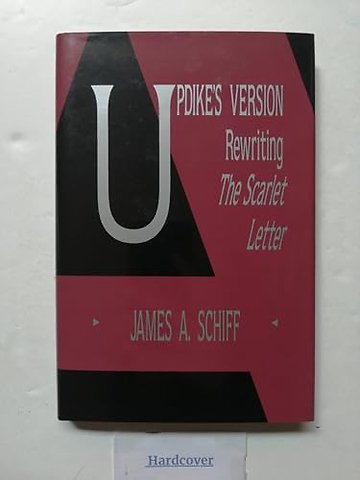 UPDIKE'S VERSION
Rewriting
The Scarlet
Letter
JAMES A. SCHIFF
Hardcover